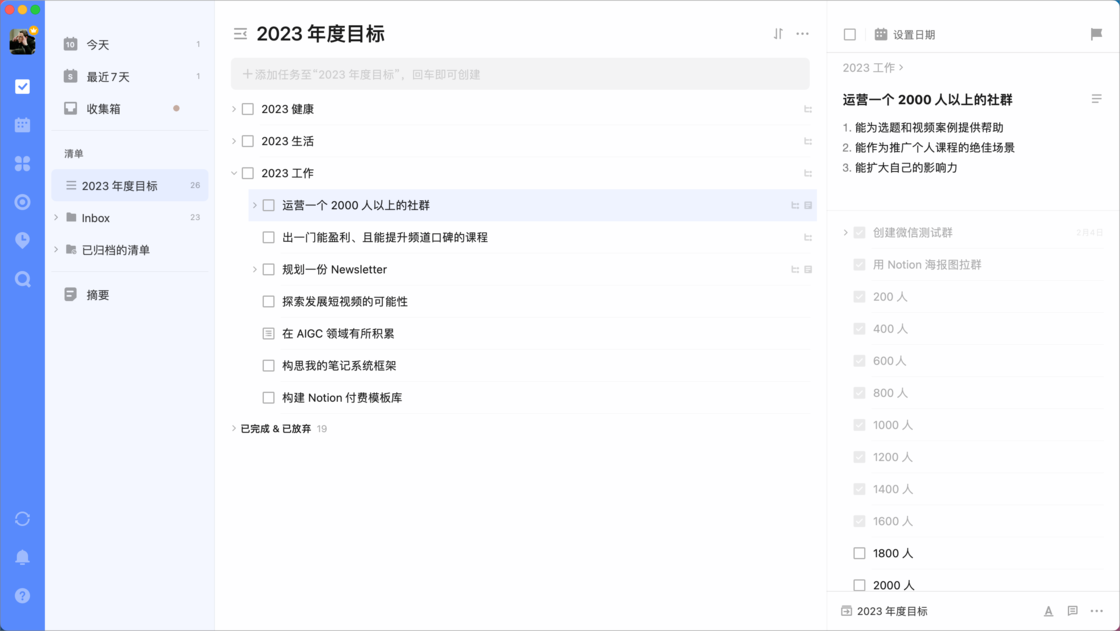 10 今天 1
5 最近7天 1
收集箱
清单
2023 年度目标 26
Inbox 23
已归档的清单
摘要
2023 年度目标
添加任务至“2023 年度目标”，回车即可创建
2023 健康
2023 生活
2023 工作
运营一个 2000 人以上的社群
出一门能盈利、且能提升频道口碑的课程
规划一份 Newsletter
探索发展短视频的可能性
在 AIGC 领域有所积累
构思我的笔记系统框架
构建 Notion 付费模板库
已完成 & 已放弃 19
设置日期
2023 工作 >
运营一个 2000 人以上的社群
1. 能为选题和视频案例提供帮助
2. 能作为推广个人课程的绝佳场景
3. 能扩大自己的影响力
创建微信测试群
用 Notion 海报图拉群
200 人
400 人
600 人
800 人
1000 人
1200 人
1400 人
1600 人
1800 人
2000 人
2023 年度目标